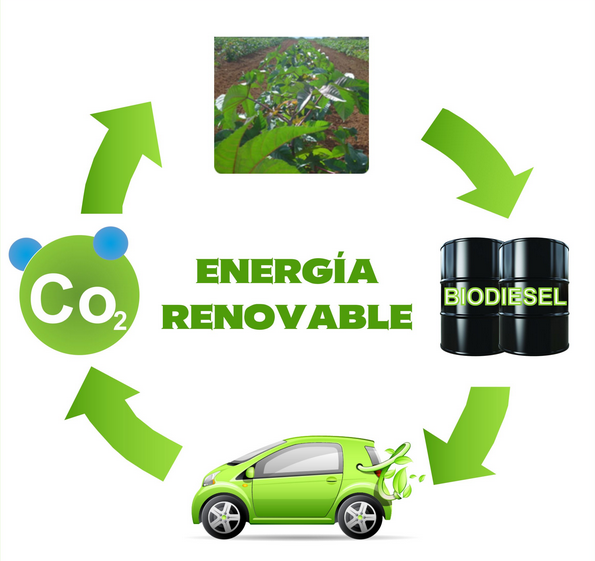 ENERGÍA
RENOVABLE
BIODIESEL
Co2